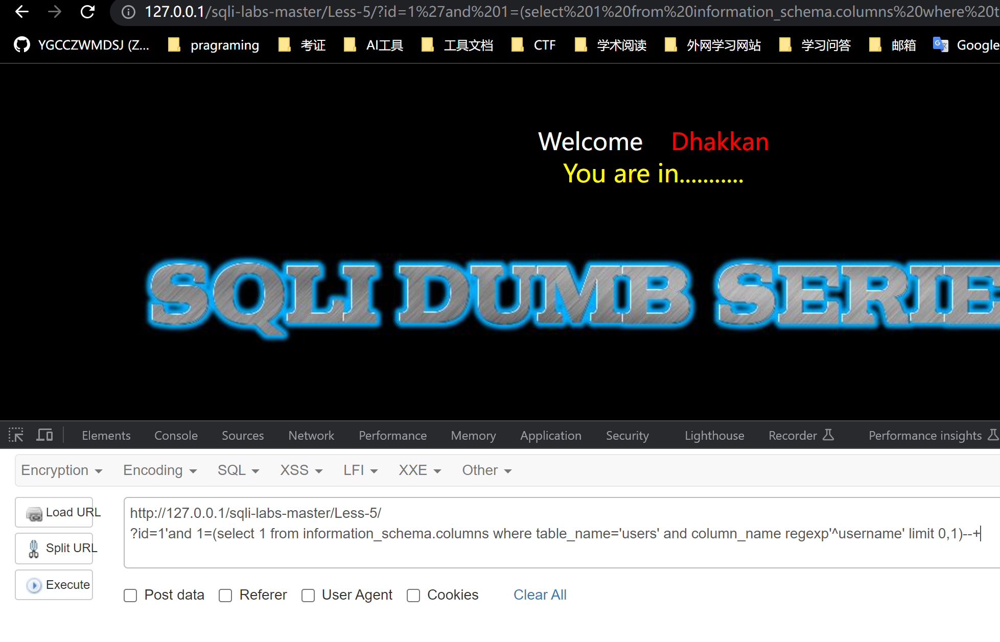 127.0.0.1/sqli-labs-master/Less-5/?id=1%27and%201=(select%201%20from%20information_schema.columns%20where%20t
YGCCZWMDSJ (Z... pragraming 考证 AI工具 工具文档 CTF 学术阅读 外网学习网站 学习问答 邮箱 Google
Welcome Dhakkan
You are in............
SQLI DUMB SERIE
Elements Console Sources Network Performance Memory Application Security Lighthouse Recorder Performance insights
Encryption Encoding SQL XSS LFI XXE Other
Load URL
Split URL
Execute
http://127.0.0.1/sqli-labs-master/Less-5/
?id=1'and 1=(select 1 from information_schema.columns where table_name='users' and column_name regexp'^username' limit 0,1)--+
Post data Referer User Agent Cookies Clear All